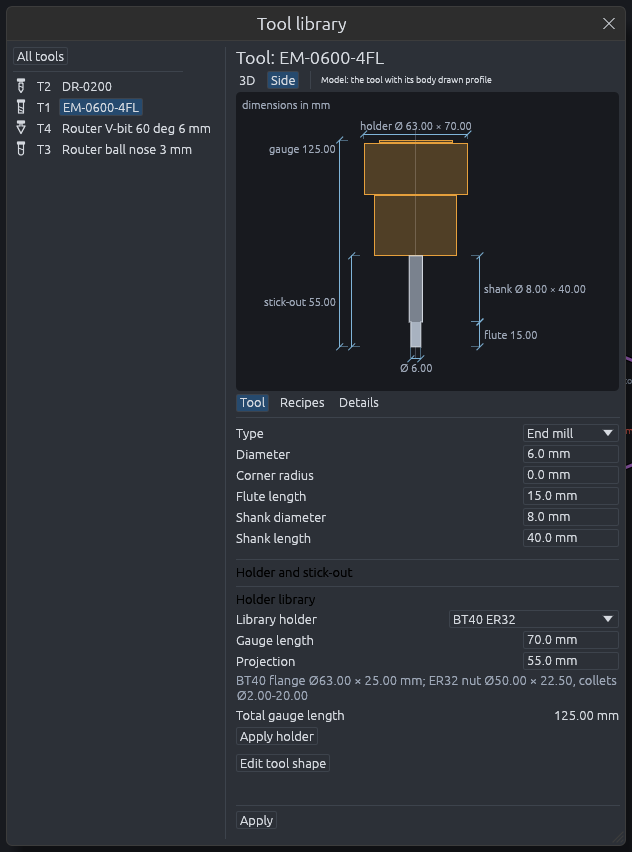 Tool library
All tools
T2 DR-0200
T1 EM-0600-4FL
T4 Router V-bit 60 deg 6 mm
T3 Router ball nose 3 mm
Tool: EM-0600-4FL
3D Side Model: the tool with its body drawn profile
dimensions in mm
holder Ø 63.00 × 70.00
gauge 125.00
shank Ø 8.00 × 40.00
stick-out 55.00
flute 15.00
Ø 6.00
Tool Recipes Details
Type End mill
Diameter 6.0 mm
Corner radius 0.0 mm
Flute length 15.0 mm
Shank diameter 8.0 mm
Shank length 40.0 mm
Holder and stick-out
Holder library
Library holder BT40 ER32
Gauge length 70.0 mm
Projection 55.0 mm
BT40 flange Ø63.00 × 25.00 mm; ER32 nut Ø50.00 × 22.50, collets
Ø2.00-20.00
Total gauge length 125.00 mm
Apply holder
Edit tool shape
Apply